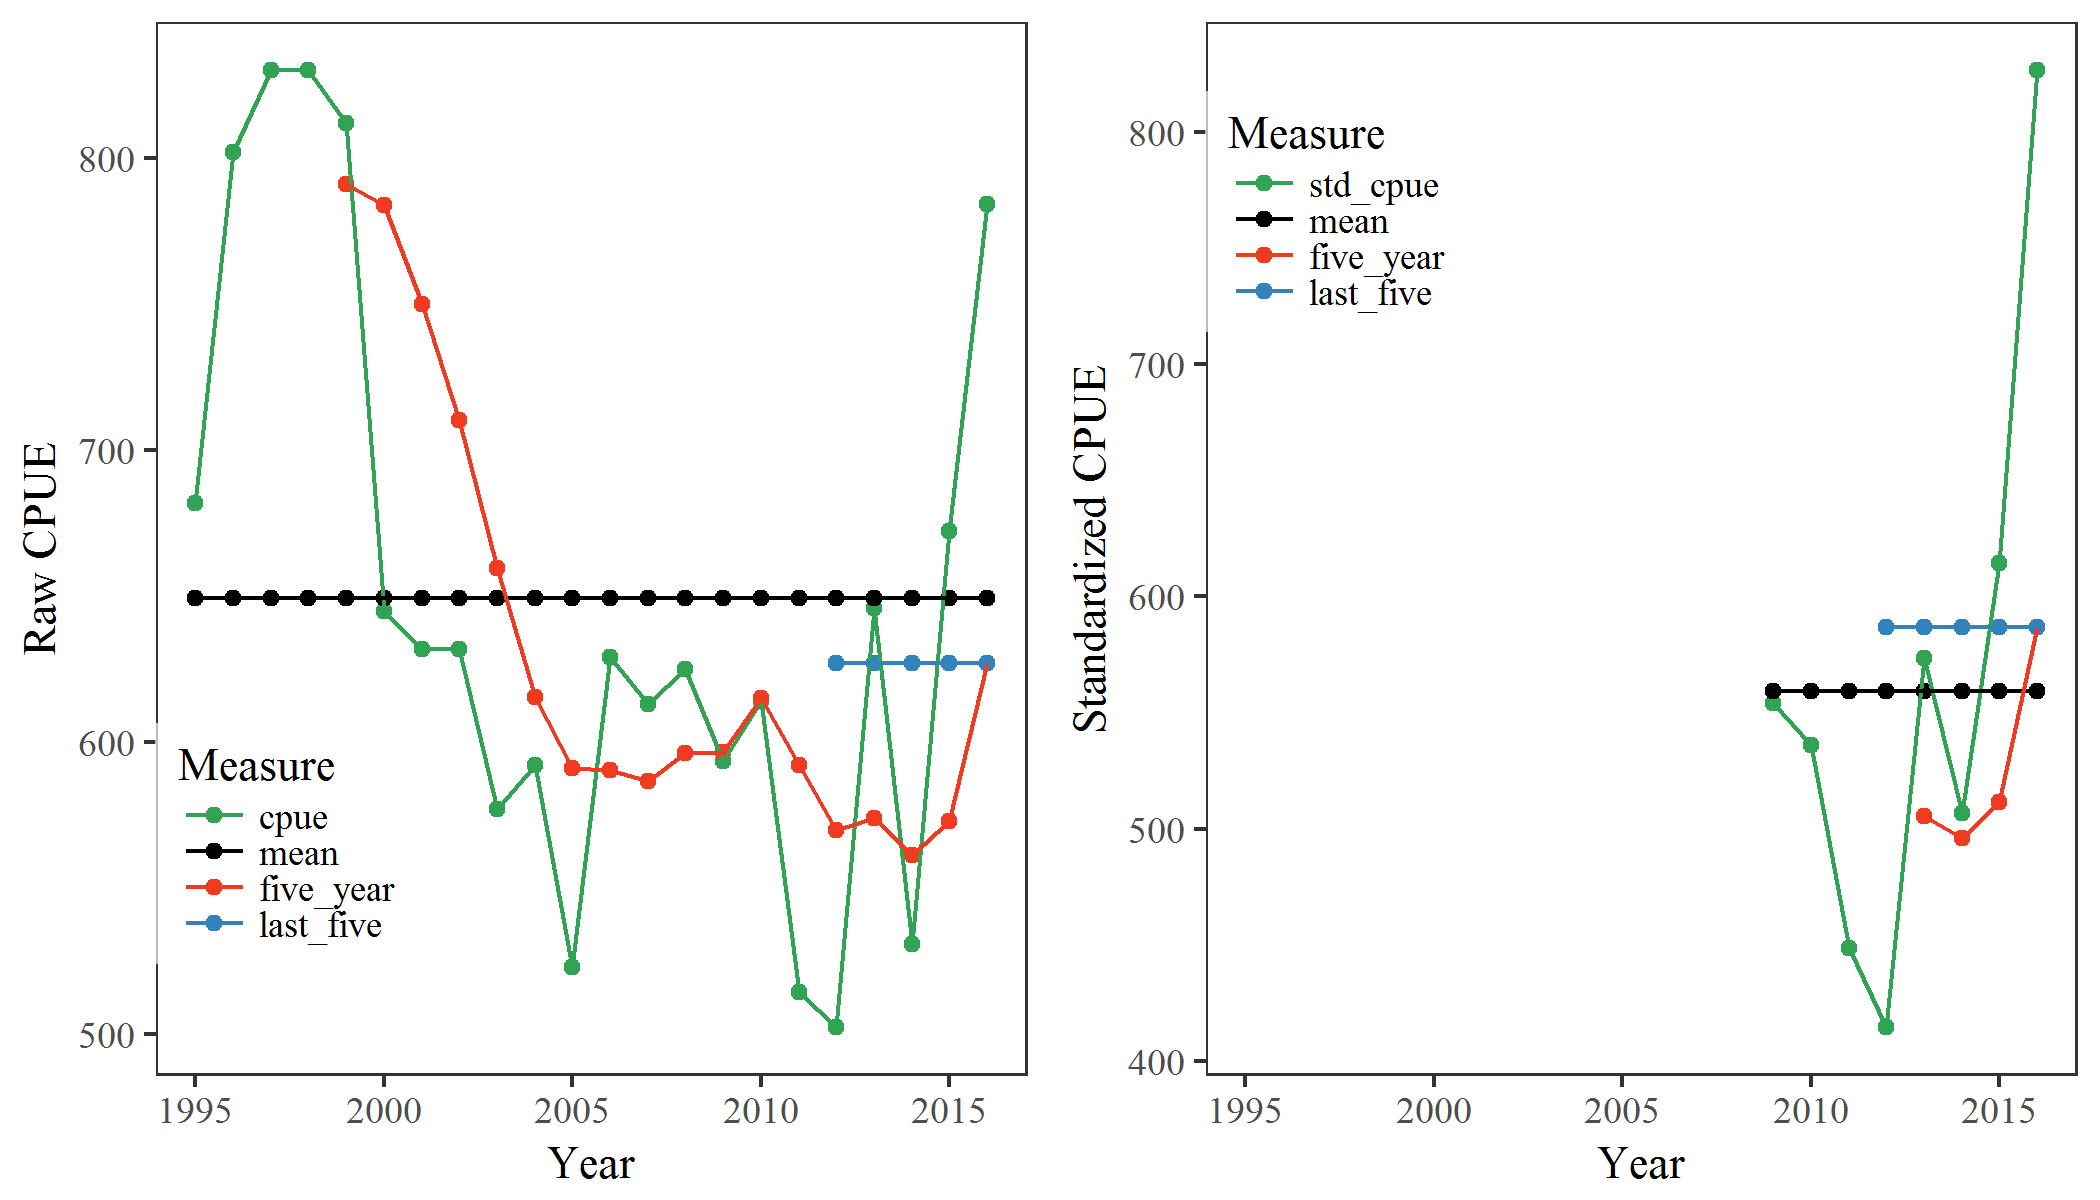 Raw CPUE
800
700
600
500
Measure
cpue
mean
five_year
last_five
1995 2000 2005 2010 2015
Year
Standardized CPUE
800
700
600
500
400
Measure
std_cpue
mean
five_year
last_five
1995 2000 2005 2010 2015
Year